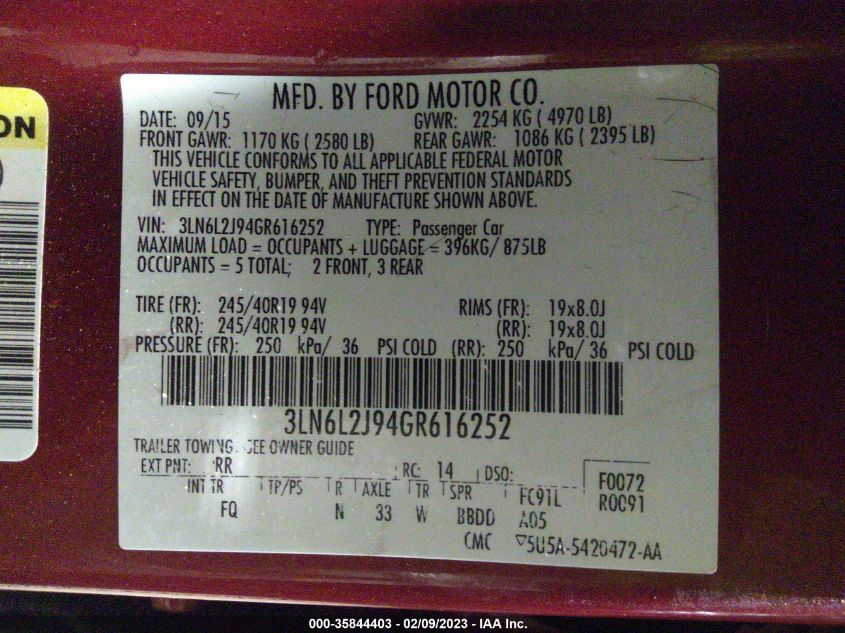 MFD. BY FORD MOTOR CO.
DATE: 09/15 GVWR: 2254 KG ( 4970 LB)
FRONT GAWR: 1170 KG ( 2580 LB) REAR GAWR: 1086 KG ( 2395 LB)
THIS VEHICLE CONFORMS TO ALL APPLICABLE FEDERAL MOTOR
VEHICLE SAFETY, BUMPER, AND THEFT PREVENTION STANDARDS
IN EFFECT ON THE DATE OF MANUFACTURE SHOWN ABOVE.
VIN: 3LN6L2J94GR616252 TYPE: Passenger Car
MAXIMUM LOAD = OCCUPANTS + LUGGAGE = 396KG/ 875LB
OCCUPANTS = 5 TOTAL; 2 FRONT, 3 REAR
TIRE (FR): 245/40R19 94V RIMS (FR): 19x8.0J
(RR): 245/40R19 94V (RR): 19x8.0J
PRESSURE (FR): 250 kPa/ 36 PSI COLD (RR): 250 kPa/ 36 PSI COLD
3LN6L2J94GR616252
TRAILER TOWING - SEE OWNER GUIDE
EXT PNT: RR RC: 14 DSO: F0072
INT TR TP/PS R AXLE TR SPR FC91L R0091
FQ N 33 W BBDD A05
CMC 5U5A-5420472-AA
ON
000-35844403 - 02/09/2023 - IAA Inc.